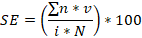 SE = (∑n * v / i * N) * 100